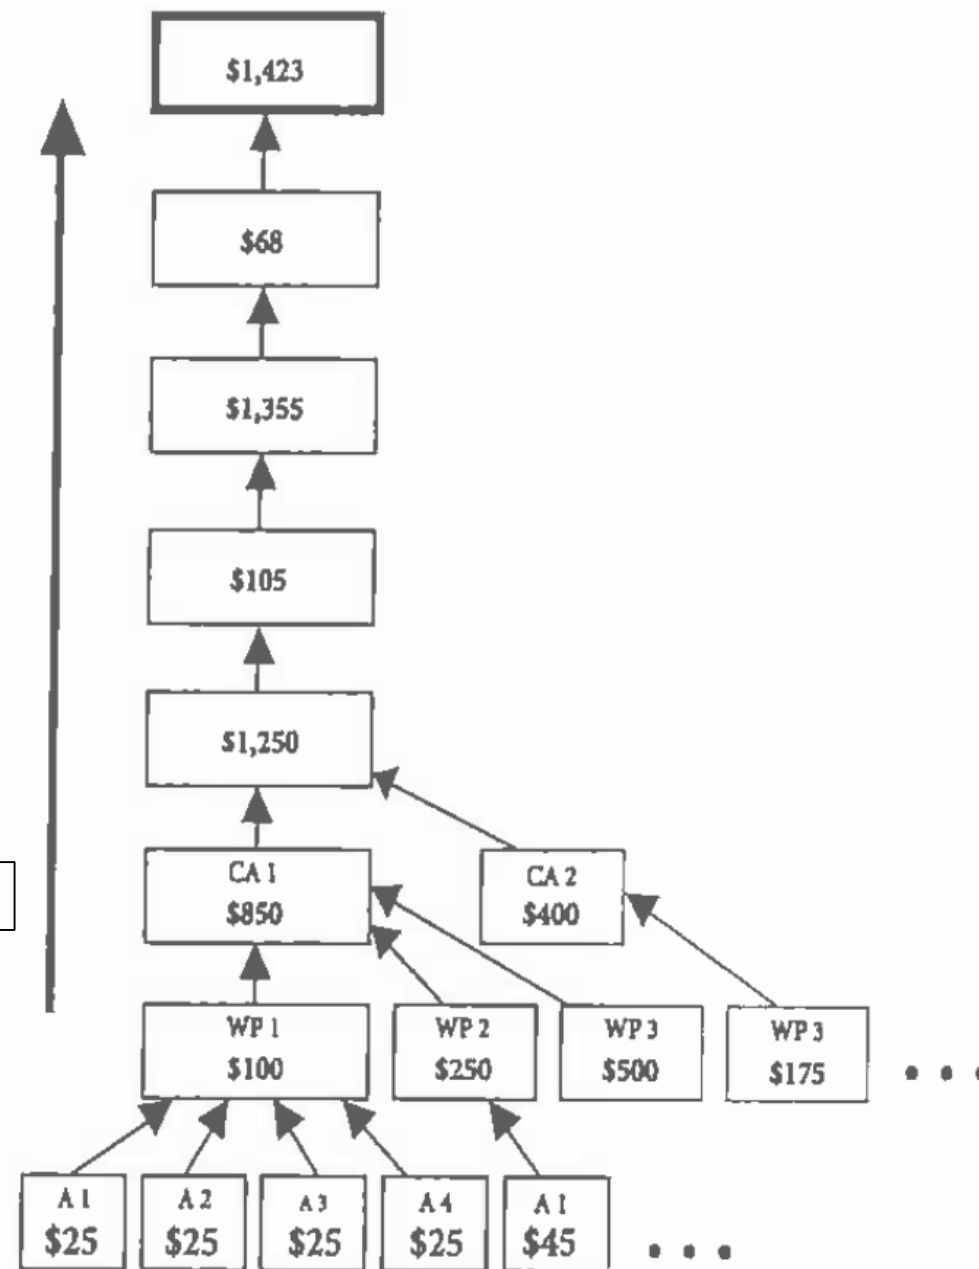 $1,423
$68
$1,355
$105
$1,250
CA 1
$850
CA 2
$400
WP 1
$100
WP 2
$250
WP 3
$500
WP 3
$175
• • •
A 1
$25
A 2
$25
A 3
$25
A 4
$25
A 1
$45
• • •